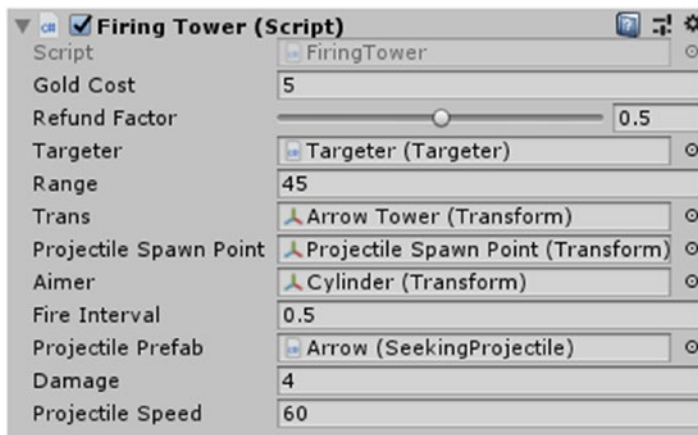 Firing Tower (Script)
Script FiringTower
Gold Cost 5
Refund Factor 0.5
Targeter Targeter (Targeter)
Range 45
Trans Arrow Tower (Transform)
Projectile Spawn Point Projectile Spawn Point (Transform)
Aimer Cylinder (Transform)
Fire Interval 0.5
Projectile Prefab Arrow (SeekingProjectile)
Damage 4
Projectile Speed 60